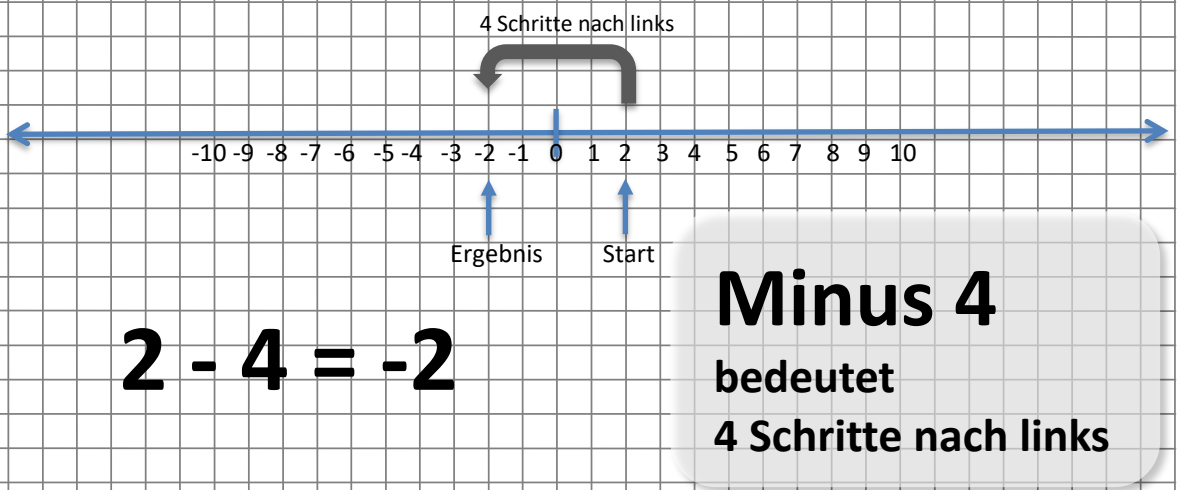 4 Schritte nach links
-10 -9 -8 -7 -6 -5 -4 -3 -2 -1 0 1 2 3 4 5 6 7 8 9 10
Ergebnis Start
2 - 4 = -2
Minus 4
bedeutet
4 Schritte nach links